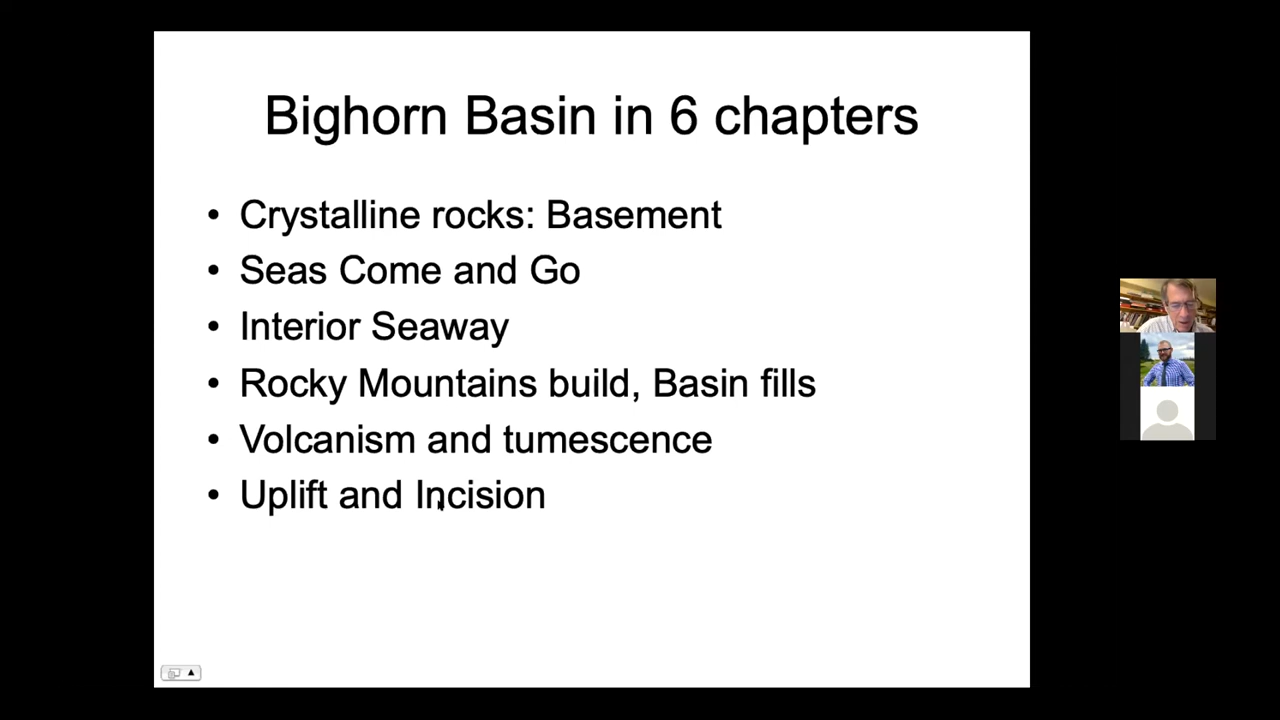 Bighorn Basin in 6 chapters
• Crystalline rocks: Basement
• Seas Come and Go
• Interior Seaway
• Rocky Mountains build, Basin fills
• Volcanism and tumescence
• Uplift and Incision